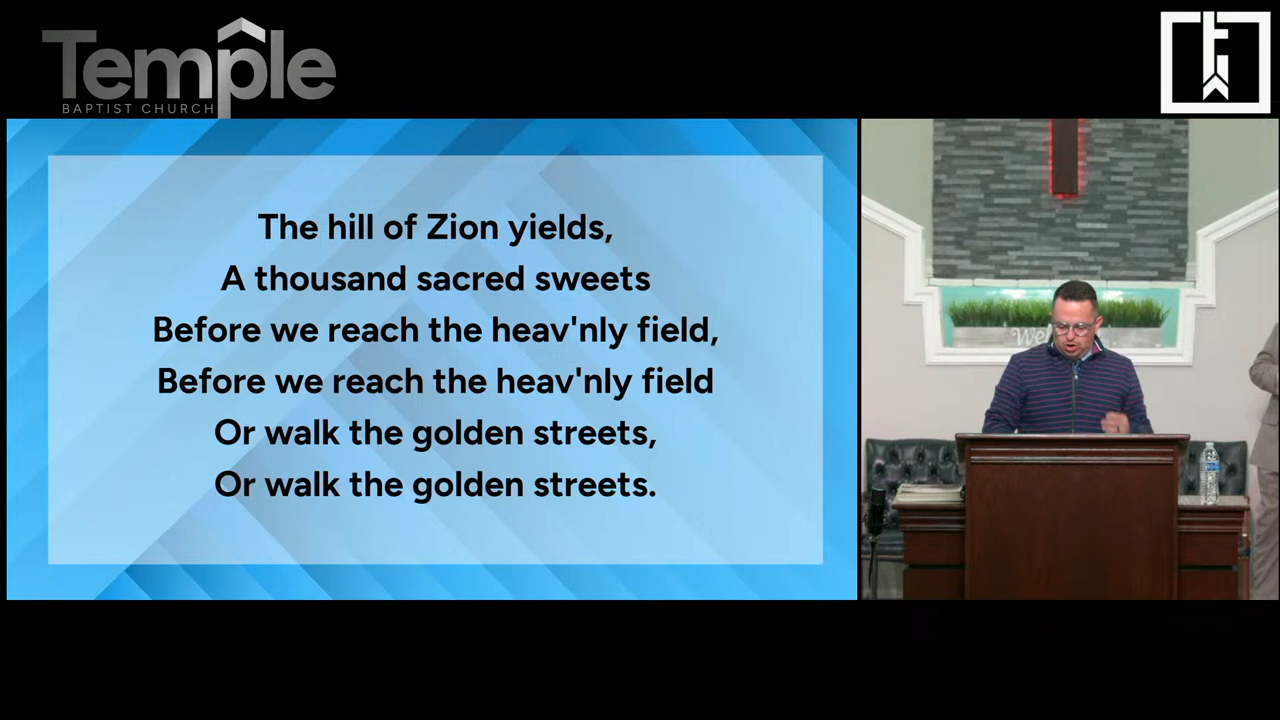 Temple
BAPTIST CHURCH
The hill of Zion yields,
A thousand sacred sweets
Before we reach the heav'nly field,
Before we reach the heav'nly field
Or walk the golden streets,
Or walk the golden streets.